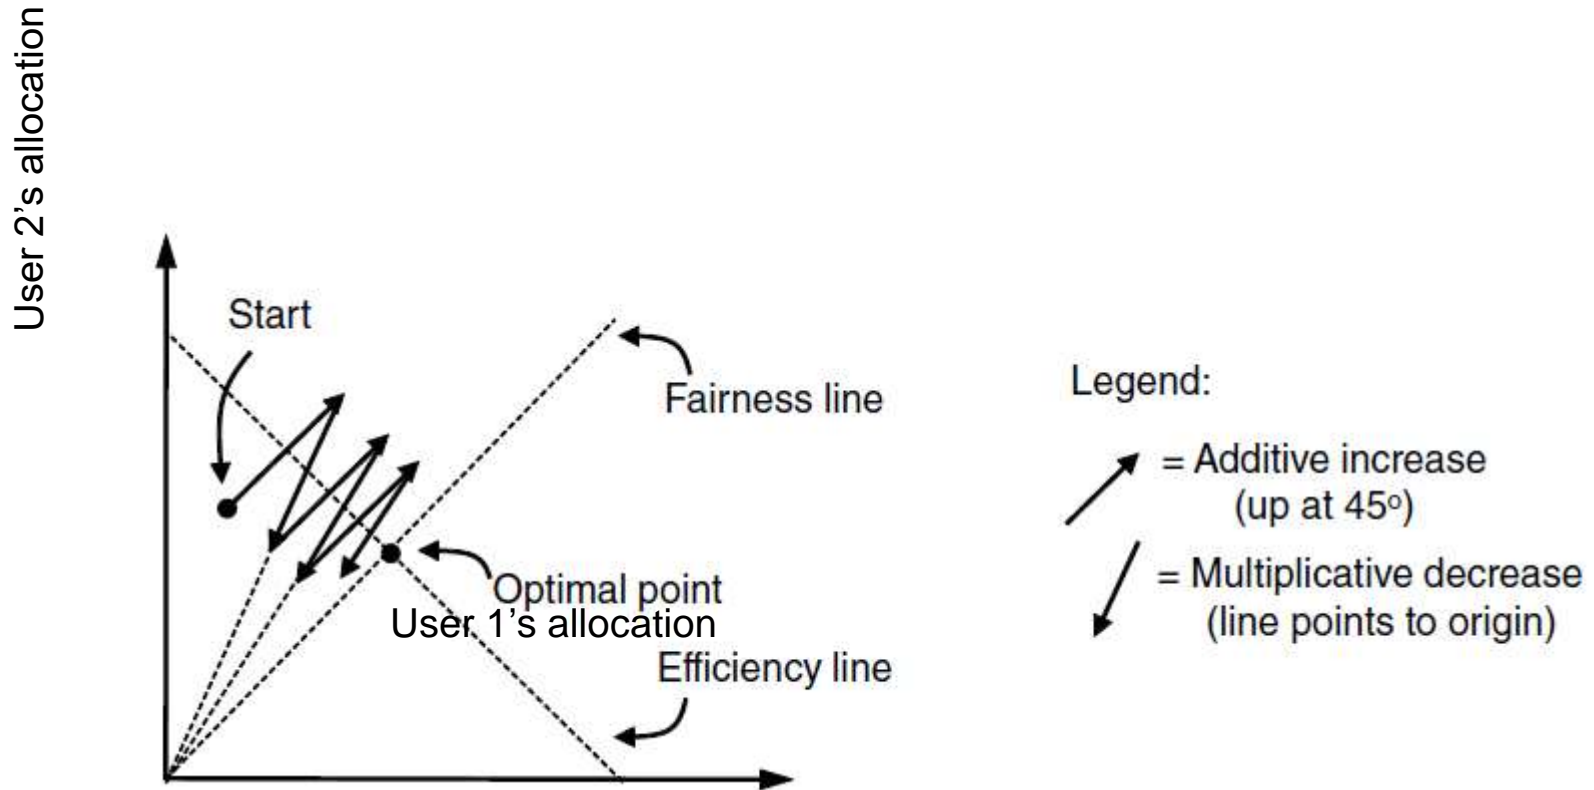 User 2’s allocation
Start
Fairness line
Legend:
= Additive increase
(up at 45º)
= Multiplicative decrease
(line points to origin)
Optimal point
User 1’s allocation
Efficiency line